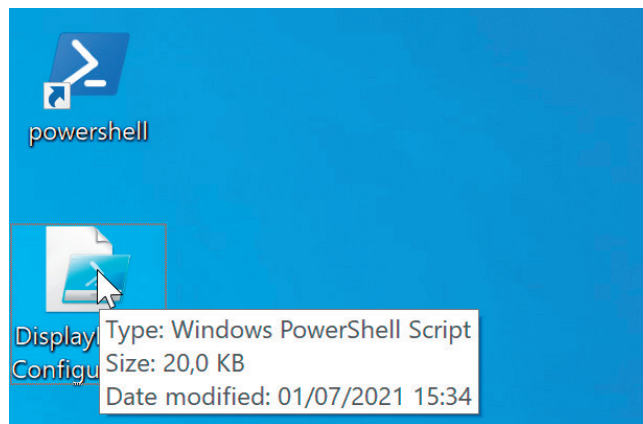 powershell
Display
Configu
Type: Windows PowerShell Script
Size: 20,0 KB
Date modified: 01/07/2021 15:34